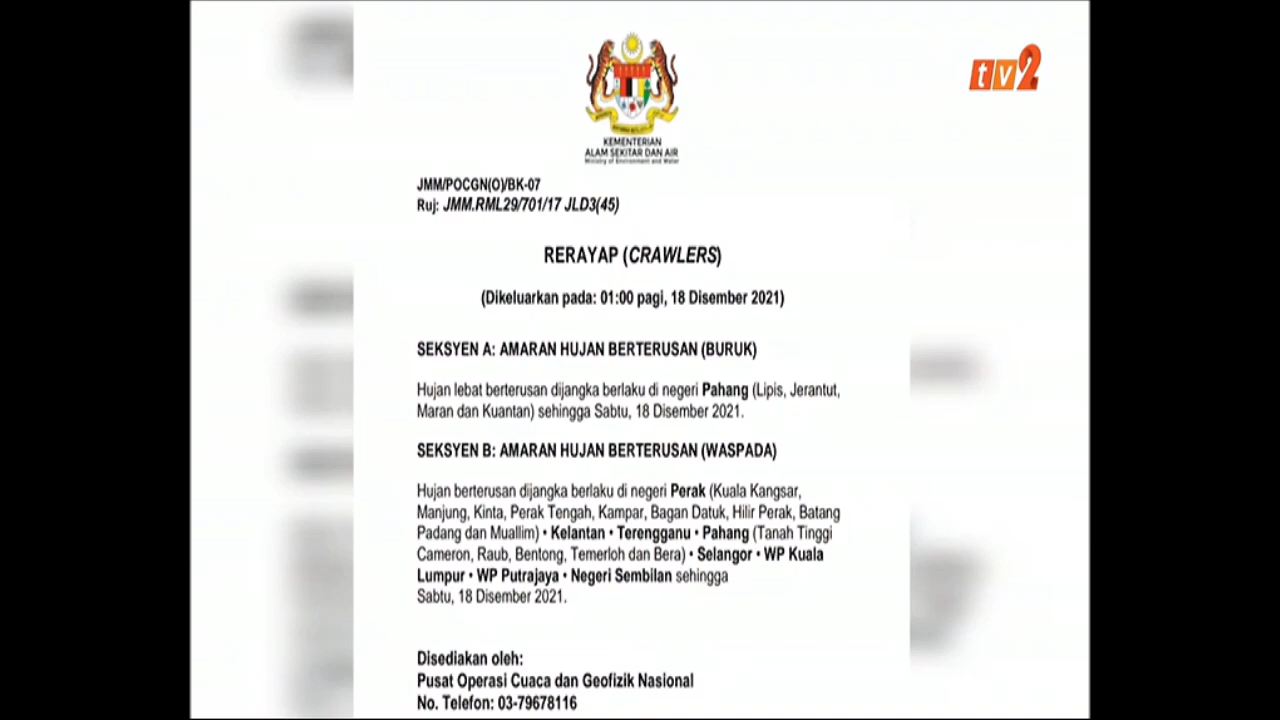 tv2
KEMENTERIAN
ALAM SEKITAR DAN AIR
Ministry of Environment and Water
JMM/POCGN(O)/BK-07
Ruj: JMM.RML29/701/17 JLD3(45)
RERAYAP (CRAWLERS)
(Dikeluarkan pada: 01:00 pagi, 18 Disember 2021)
SEKSYEN A: AMARAN HUJAN BERTERUSAN (BURUK)
Hujan lebat berterusan dijangka berlaku di negeri Pahang (Lipis, Jerantut,
Maran dan Kuantan) sehingga Sabtu, 18 Disember 2021.
SEKSYEN B: AMARAN HUJAN BERTERUSAN (WASPADA)
Hujan berterusan dijangka berlaku di negeri Perak (Kuala Kangsar,
Manjung, Kinta, Perak Tengah, Kampar, Bagan Datuk, Hilir Perak, Batang
Padang dan Muallim) • Kelantan • Terengganu • Pahang (Tanah Tinggi
Cameron, Raub, Bentong, Temerloh dan Bera) • Selangor • WP Kuala
Lumpur • WP Putrajaya • Negeri Sembilan sehingga
Sabtu, 18 Disember 2021.
Disediakan oleh:
Pusat Operasi Cuaca dan Geofizik Nasional
No. Telefon: 03-79678116